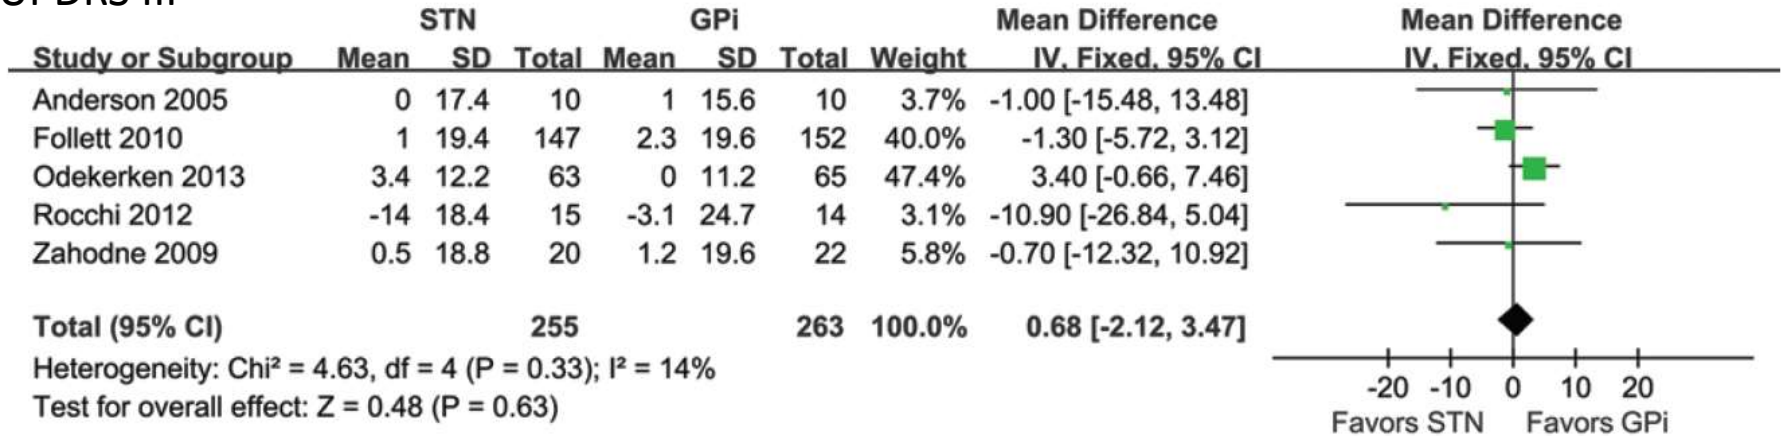 STN GPi Mean Difference Mean Difference
Study or Subgroup Mean SD Total Mean SD Total Weight IV, Fixed, 95% CI IV, Fixed, 95% CI
Anderson 2005 0 17.4 10 1 15.6 10 3.7% -1.00 [-15.48, 13.48]
Follett 2010 1 19.4 147 2.3 19.6 152 40.0% -1.30 [-5.72, 3.12]
Odekerken 2013 3.4 12.2 63 0 11.2 65 47.4% 3.40 [-0.66, 7.46]
Rocchi 2012 -14 18.4 15 -3.1 24.7 14 3.1% -10.90 [-26.84, 5.04]
Zahodne 2009 0.5 18.8 20 1.2 19.6 22 5.8% -0.70 [-12.32, 10.92]
Total (95% CI) 255 263 100.0% 0.68 [-2.12, 3.47]
Heterogeneity: Chi² = 4.63, df = 4 (P = 0.33); I² = 14%
Test for overall effect: Z = 0.48 (P = 0.63)
-20 -10 0 10 20
Favors STN Favors GPi